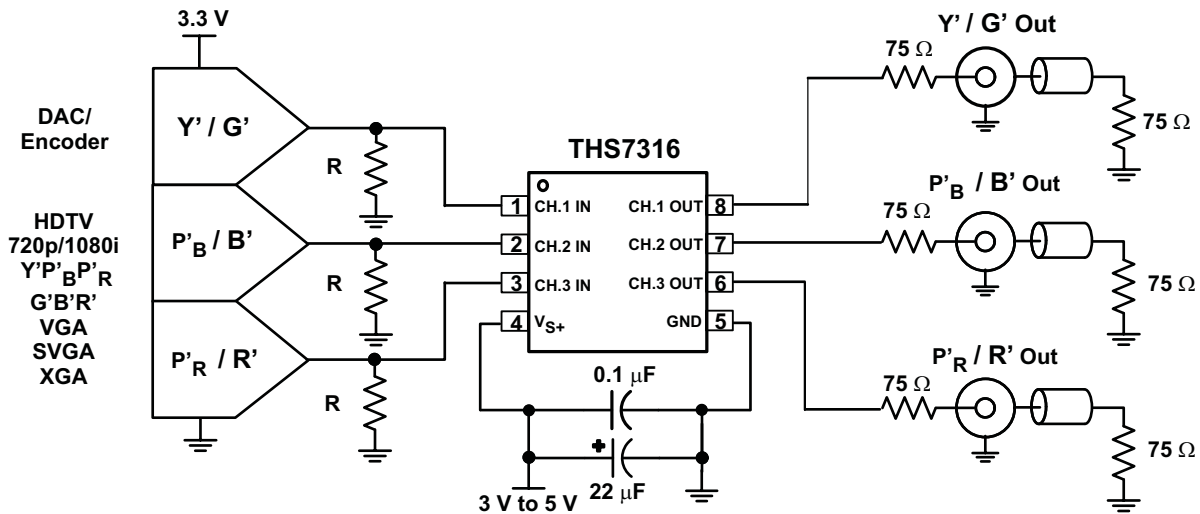 3.3 V
DAC/
Encoder
HDTV
720p/1080i
Y'P'BP'R
G'B'R'
VGA
SVGA
XGA
Y' / G'
P'B / B'
P'R / R'
R
R
R
THS7316
1 CH.1 IN CH.1 OUT 8
2 CH.2 IN CH.2 OUT 7
3 CH.3 IN CH.3 OUT 6
4 VS+ GND 5
0.1 μF
+
22 μF
3 V to 5 V
Y' / G' Out
75 Ω
75 Ω
P'B / B' Out
75 Ω
75 Ω
P'R / R' Out
75 Ω
75 Ω